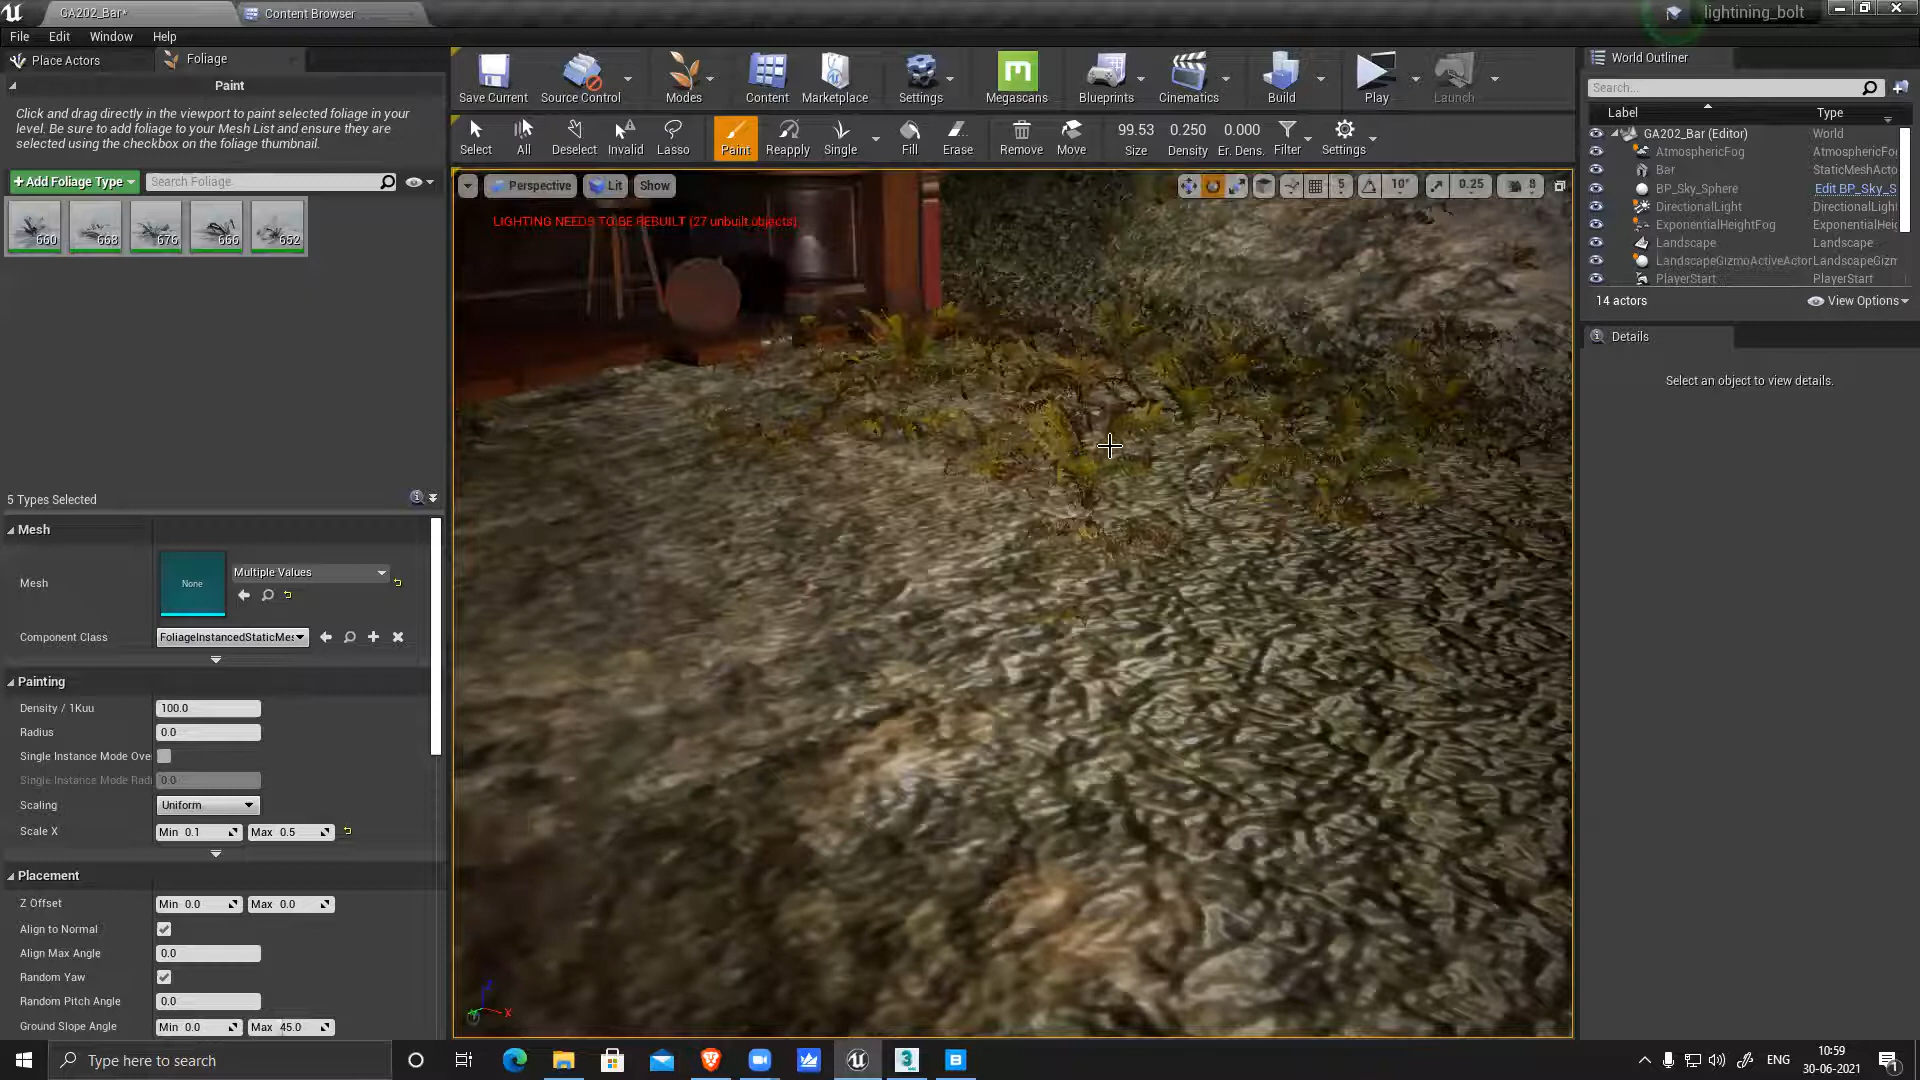 GA202_Bar*
Content Browser
lightining_bolt
File Edit Window Help
Place Actors
Foliage
Paint
Click and drag directly in the viewport to paint selected foliage in your
level. Be sure to add foliage to your Mesh List and ensure they are
selected using the checkbox on the foliage thumbnail.
+Add Foliage Type
Search Foliage
660 668 676 666 652
5 Types Selected
Mesh
Mesh
None
Multiple Values
Component Class
FoliageInstancedStaticMes
Painting
Density / 1Kuu 100.0
Radius 0.0
Single Instance Mode Ove
Single Instance Mode Radi 0.0
Scaling Uniform
Scale X Min 0.1 Max 0.5
Placement
Z Offset Min 0.0 Max 0.0
Align to Normal
Align Max Angle 0.0
Random Yaw
Random Pitch Angle 0.0
Ground Slope Angle Min 0.0 Max 45.0
Save Current Source Control Modes Content Marketplace Settings Megascans Blueprints Cinematics Build Play Launch
Select All Deselect Invalid Lasso Paint Reapply Single Fill Erase Remove Move
99.53 0.250 0.000
Size Density Er. Dens. Filter Settings
Perspective Lit Show
5 10° 0.25 8
LIGHTING NEEDS TO BE REBUILT (27 unbuilt objects)
Z X
World Outliner
Search...
Label Type
GA202_Bar (Editor) World
AtmosphericFog AtmosphericFog
Bar StaticMeshActo
BP_Sky_Sphere Edit BP_Sky_S
DirectionalLight DirectionalLight
ExponentialHeightFog ExponentialHeig
Landscape Landscape
LandscapeGizmoActiveActor LandscapeGizm
PlayerStart PlayerStart
14 actors
View Options
Details
Select an object to view details.
Type here to search
ENG
10:59
30-06-2021
1